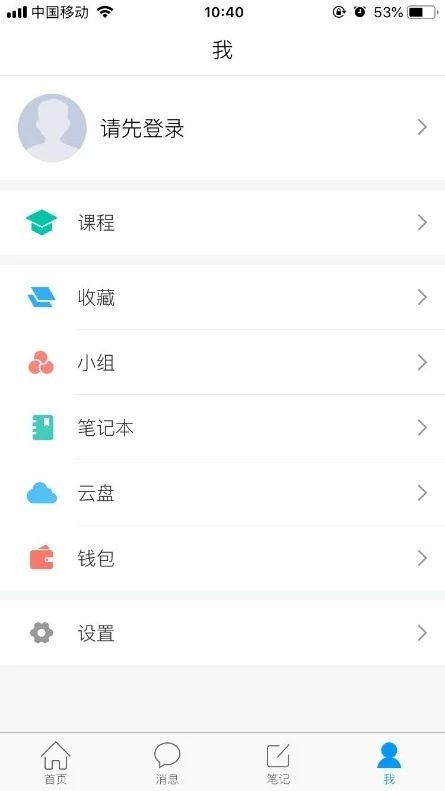 中国移动 10:40 53%
我
请先登录
课程
收藏
小组
笔记本
云盘
钱包
设置
首页 消息 笔记 我